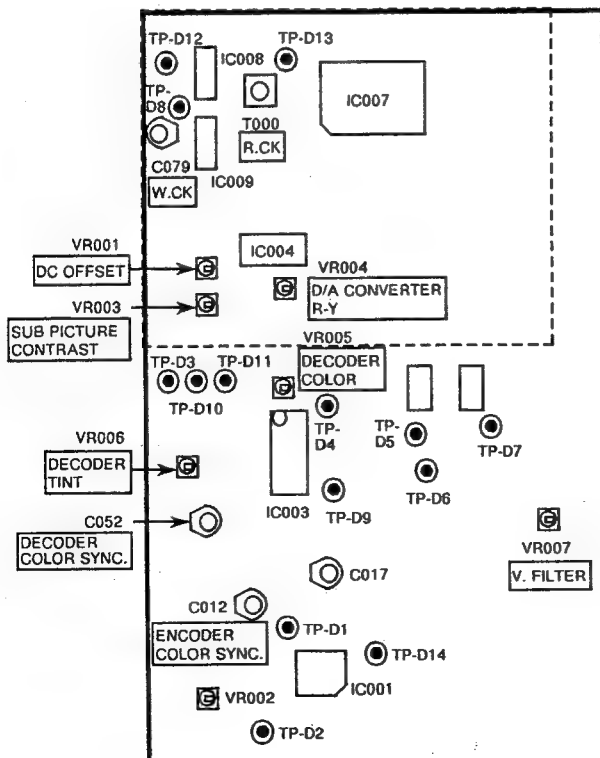 TP-D12
TP-D13
IC008
TP-
D8
IC007
T000
R.CK
C079
W.CK
IC009
VR001
DC OFFSET
IC004
VR004
D/A CONVERTER
R-Y
VR003
SUB PICTURE
CONTRAST
VR005
DECODER
COLOR
TP-D3
TP-D11
TP-D10
TP-
D4
TP-
D5
TP-D7
VR006
DECODER
TINT
TP-D6
IC003
TP-D9
C052
DECODER
COLOR SYNC.
VR007
V. FILTER
C017
C012
ENCODER
COLOR SYNC.
TP-D1
TP-D14
IC001
VR002
TP-D2